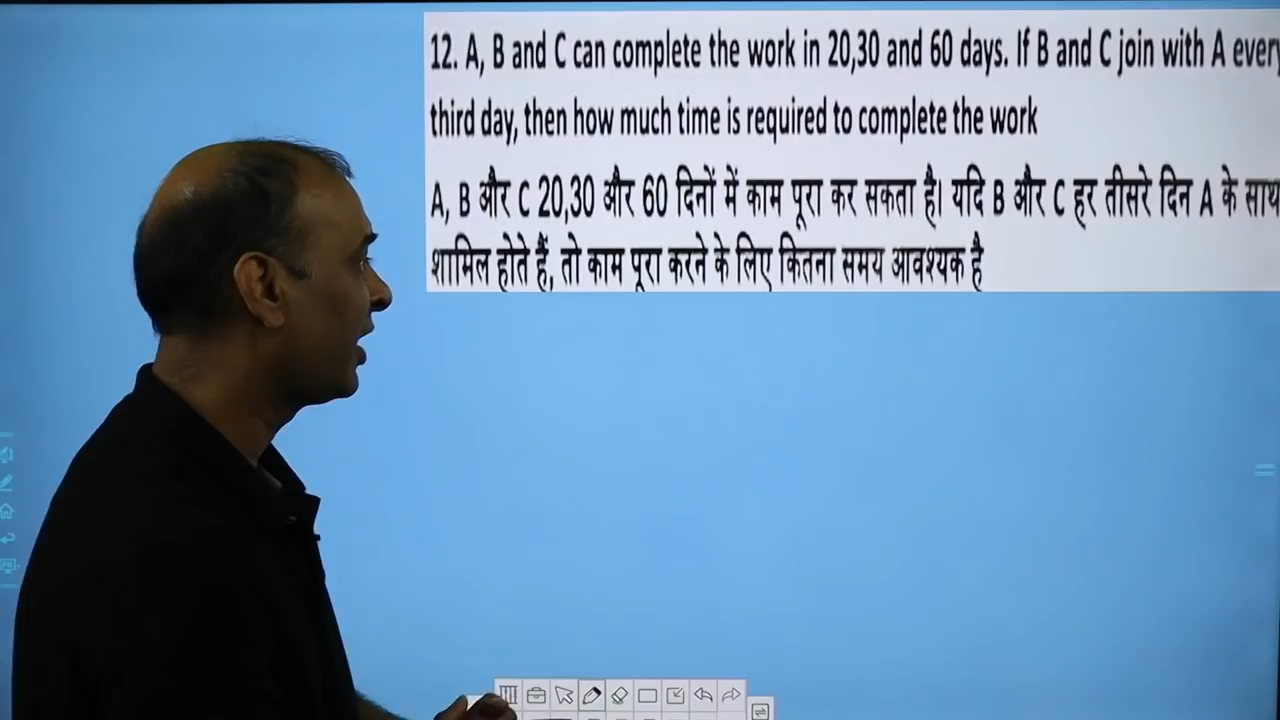 12. A, B and C can complete the work in 20,30 and 60 days. If B and C join with A every
third day, then how much time is required to complete the work
A, B और C 20,30 और 60 दिनों में काम पूरा कर सकता है। यदि B और C हर तीसरे दिन A के साथ
शामिल होते हैं, तो काम पूरा करने के लिए कितना समय आवश्यक है